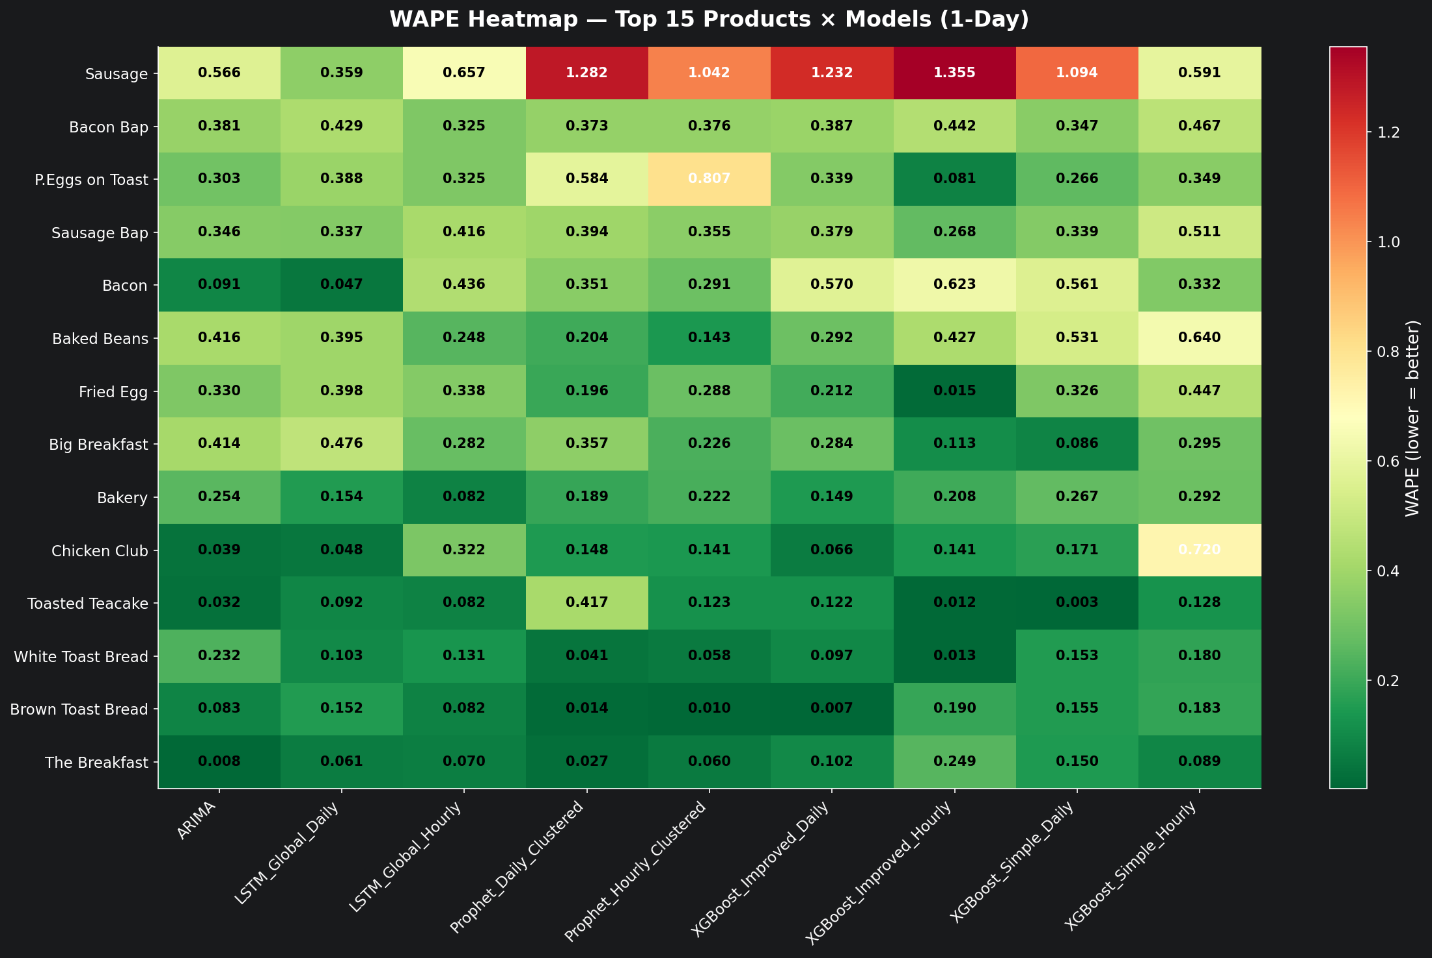 WAPE Heatmap — Top 15 Products × Models (1-Day)
Sausage 0.566 0.359 0.657 1.282 1.042 1.232 1.355 1.094 0.591
Bacon Bap 0.381 0.429 0.325 0.373 0.376 0.387 0.442 0.347 0.467
P.Eggs on Toast 0.303 0.388 0.325 0.584 0.807 0.339 0.081 0.266 0.349
Sausage Bap 0.346 0.337 0.416 0.394 0.355 0.379 0.268 0.339 0.511
Bacon 0.091 0.047 0.436 0.351 0.291 0.570 0.623 0.561 0.332
Baked Beans 0.416 0.395 0.248 0.204 0.143 0.292 0.427 0.531 0.640
Fried Egg 0.330 0.398 0.338 0.196 0.288 0.212 0.015 0.326 0.447
Big Breakfast 0.414 0.476 0.282 0.357 0.226 0.284 0.113 0.086 0.295
Bakery 0.254 0.154 0.082 0.189 0.222 0.149 0.208 0.267 0.292
Chicken Club 0.039 0.048 0.322 0.148 0.141 0.066 0.141 0.171 0.720
Toasted Teacake 0.032 0.092 0.082 0.417 0.123 0.122 0.012 0.003 0.128
White Toast Bread 0.232 0.103 0.131 0.041 0.058 0.097 0.013 0.153 0.180
Brown Toast Bread 0.083 0.152 0.082 0.014 0.010 0.007 0.190 0.155 0.183
The Breakfast 0.008 0.061 0.070 0.027 0.060 0.102 0.249 0.150 0.089
ARIMA
LSTM_Global_Daily
LSTM_Global_Hourly
Prophet_Daily_Clustered
Prophet_Hourly_Clustered
XGBoost_Improved_Daily
XGBoost_Improved_Hourly
XGBoost_Simple_Daily
XGBoost_Simple_Hourly
1.2
1.0
0.8
0.6
0.4
0.2
WAPE (lower = better)